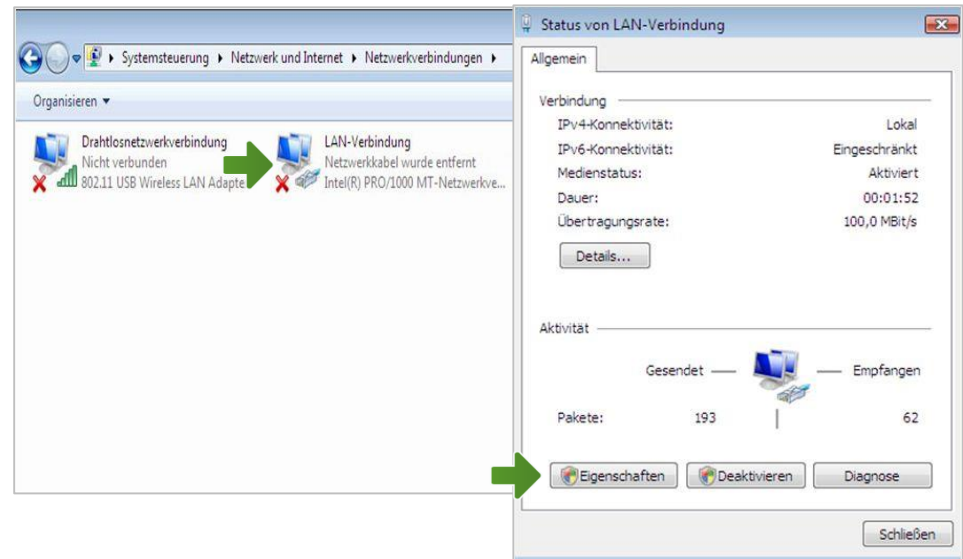 Systemsteuerung ▸ Netzwerk und Internet ▸ Netzwerkverbindungen ▸
Organisieren ▾
Drahtlosnetzwerkverbindung
Nicht verbunden
802.11 USB Wireless LAN Adapte
LAN-Verbindung
Netzwerkkabel wurde entfernt
Intel(R) PRO/1000 MT-Netzwerkve...
Status von LAN-Verbindung
Allgemein
Verbindung
IPv4-Konnektivität: Lokal
IPv6-Konnektivität: Eingeschränkt
Medienstatus: Aktiviert
Dauer: 00:01:52
Übertragungsrate: 100,0 MBit/s
Details...
Aktivität
Gesendet Empfangen
Pakete: 193 62
Eigenschaften Deaktivieren Diagnose
Schließen